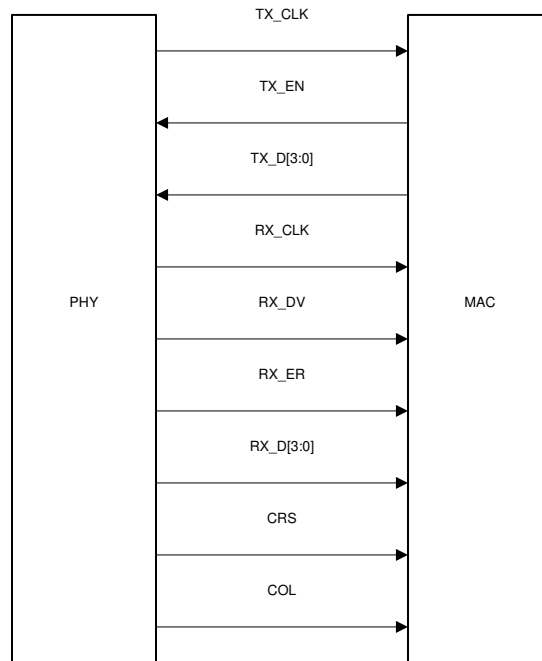 TX_CLK
TX_EN
TX_D[3:0]
RX_CLK
PHY
RX_DV
MAC
RX_ER
RX_D[3:0]
CRS
COL